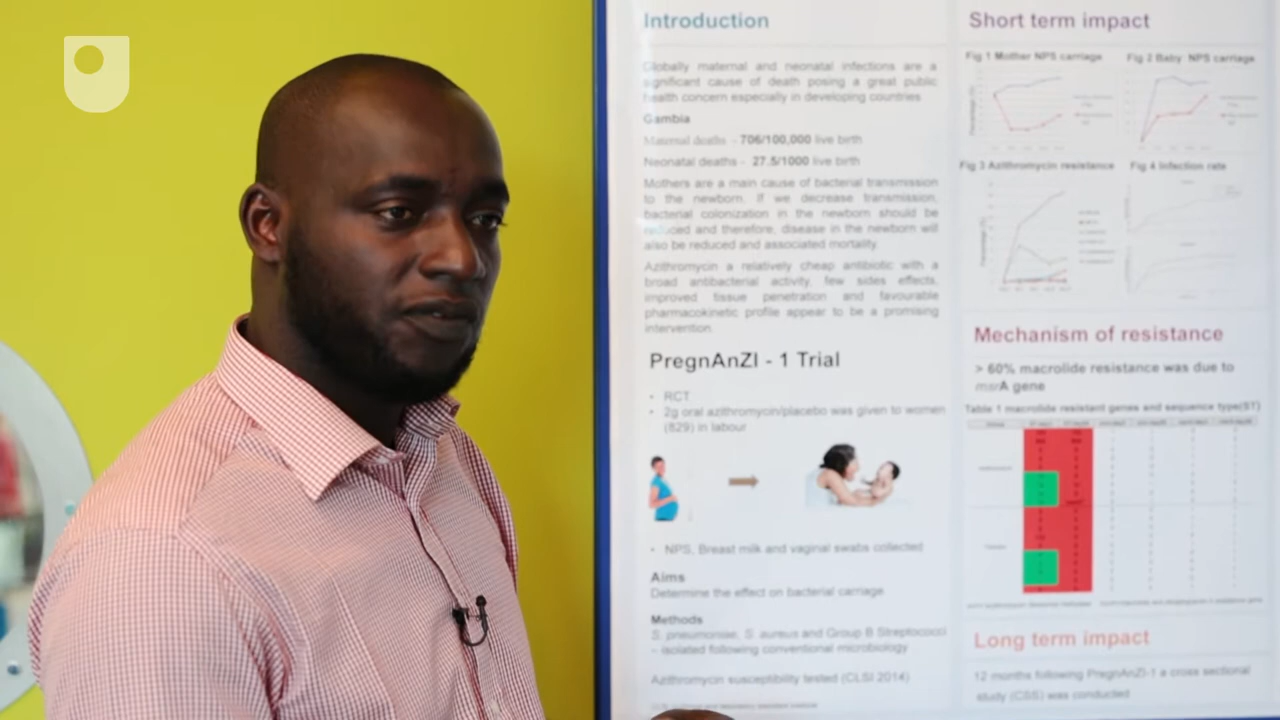 Introduction
Globally maternal and neonatal infections are a
significant cause of death posing a great public
health concern especially in developing countries
Gambia
Maternal deaths - 706/100,000 live birth
Neonatal deaths - 27.5/1000 live birth
Mothers are a main cause of bacterial transmission
to the newborn. If we decrease transmission,
bacterial colonization in the newborn should be
reduced and therefore, disease in the newborn will
also be reduced and associated mortality.
Azithromycin a relatively cheap antibiotic with a
broad antibacterial activity, few sides effects,
improved tissue penetration and favourable
pharmacokinetic profile appear to be a promising
intervention.
PregnAnZI - 1 Trial
• RCT
• 2g oral azithromycin/placebo was given to women
(829) in labour
• NPS, Breast milk and vaginal swabs collected
Aims
Determine the effect on bacterial carriage
Methods
S. pneumoniae, S. aureus and Group B Streptococci
– isolated following conventional microbiology
Azithromycin susceptibility tested (CLSI 2014)
Short term impact
Fig 1 Mother NPS carriage
Fig 2 Baby NPS carriage
Fig 3 Azithromycin resistance
Fig 4 Infection rate
Mechanism of resistance
> 60% macrolide resistance was due to
msrA gene
Table 1 macrolide resistant genes and sequence type(ST)
Long term impact
12 months following PregnAnZI-1 a cross sectional
study (CSS) was conducted